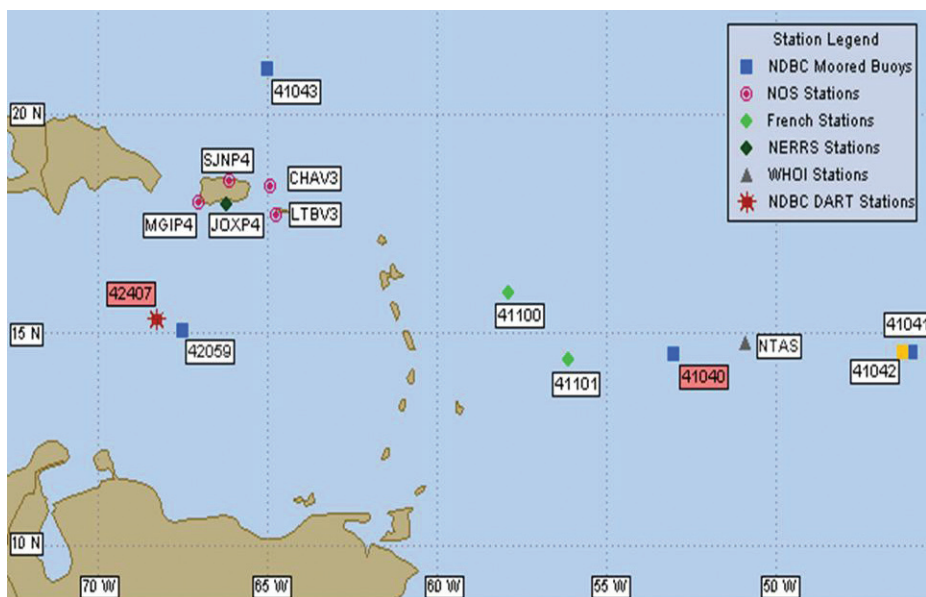 Station Legend
NDBC Moored Buoys
NOS Stations
French Stations
NERRS Stations
WHOI Stations
NDBC DART Stations
41043
20 N
SJNP4
CHAV3
MGIP4
JOXP4
LTBV3
42407
41100
15 N
42059
41041
NTAS
41101
41040
41042
10 N
70 W
65 W
60 W
55 W
50 W